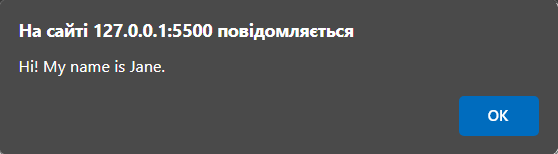 На сайті 127.0.0.1:5500 повідомляється
Hi! My name is Jane.
OK